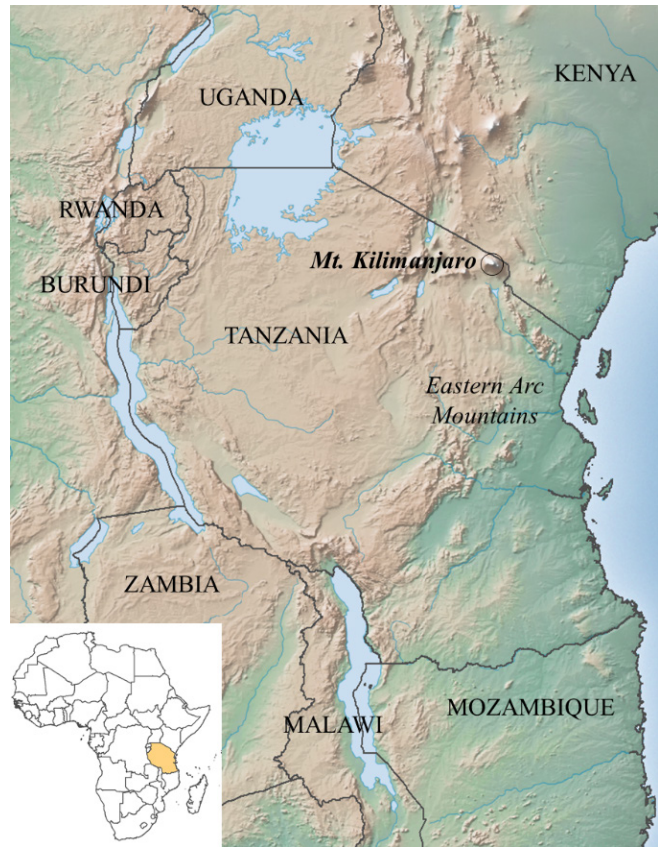 KENYA
UGANDA
RWANDA
Mt. Kilimanjaro
BURUNDI
TANZANIA
Eastern Arc
Mountains
ZAMBIA
MALAWI
MOZAMBIQUE